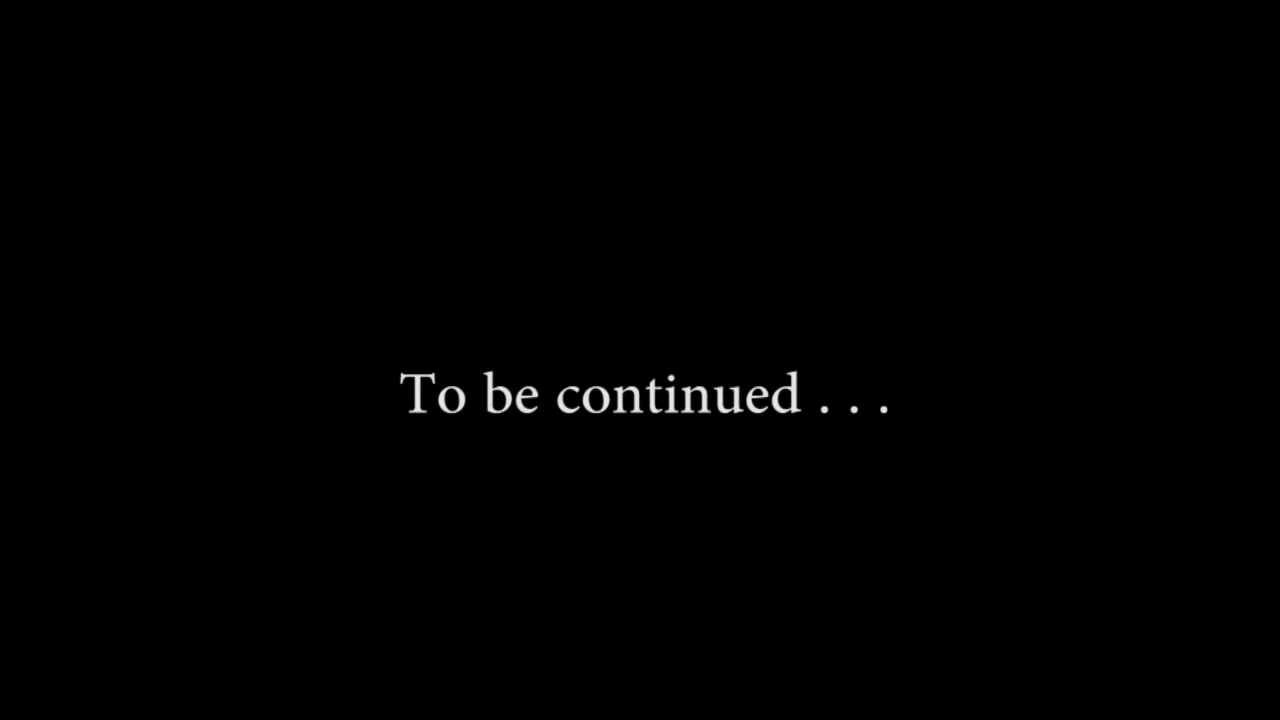 To be continued . . .